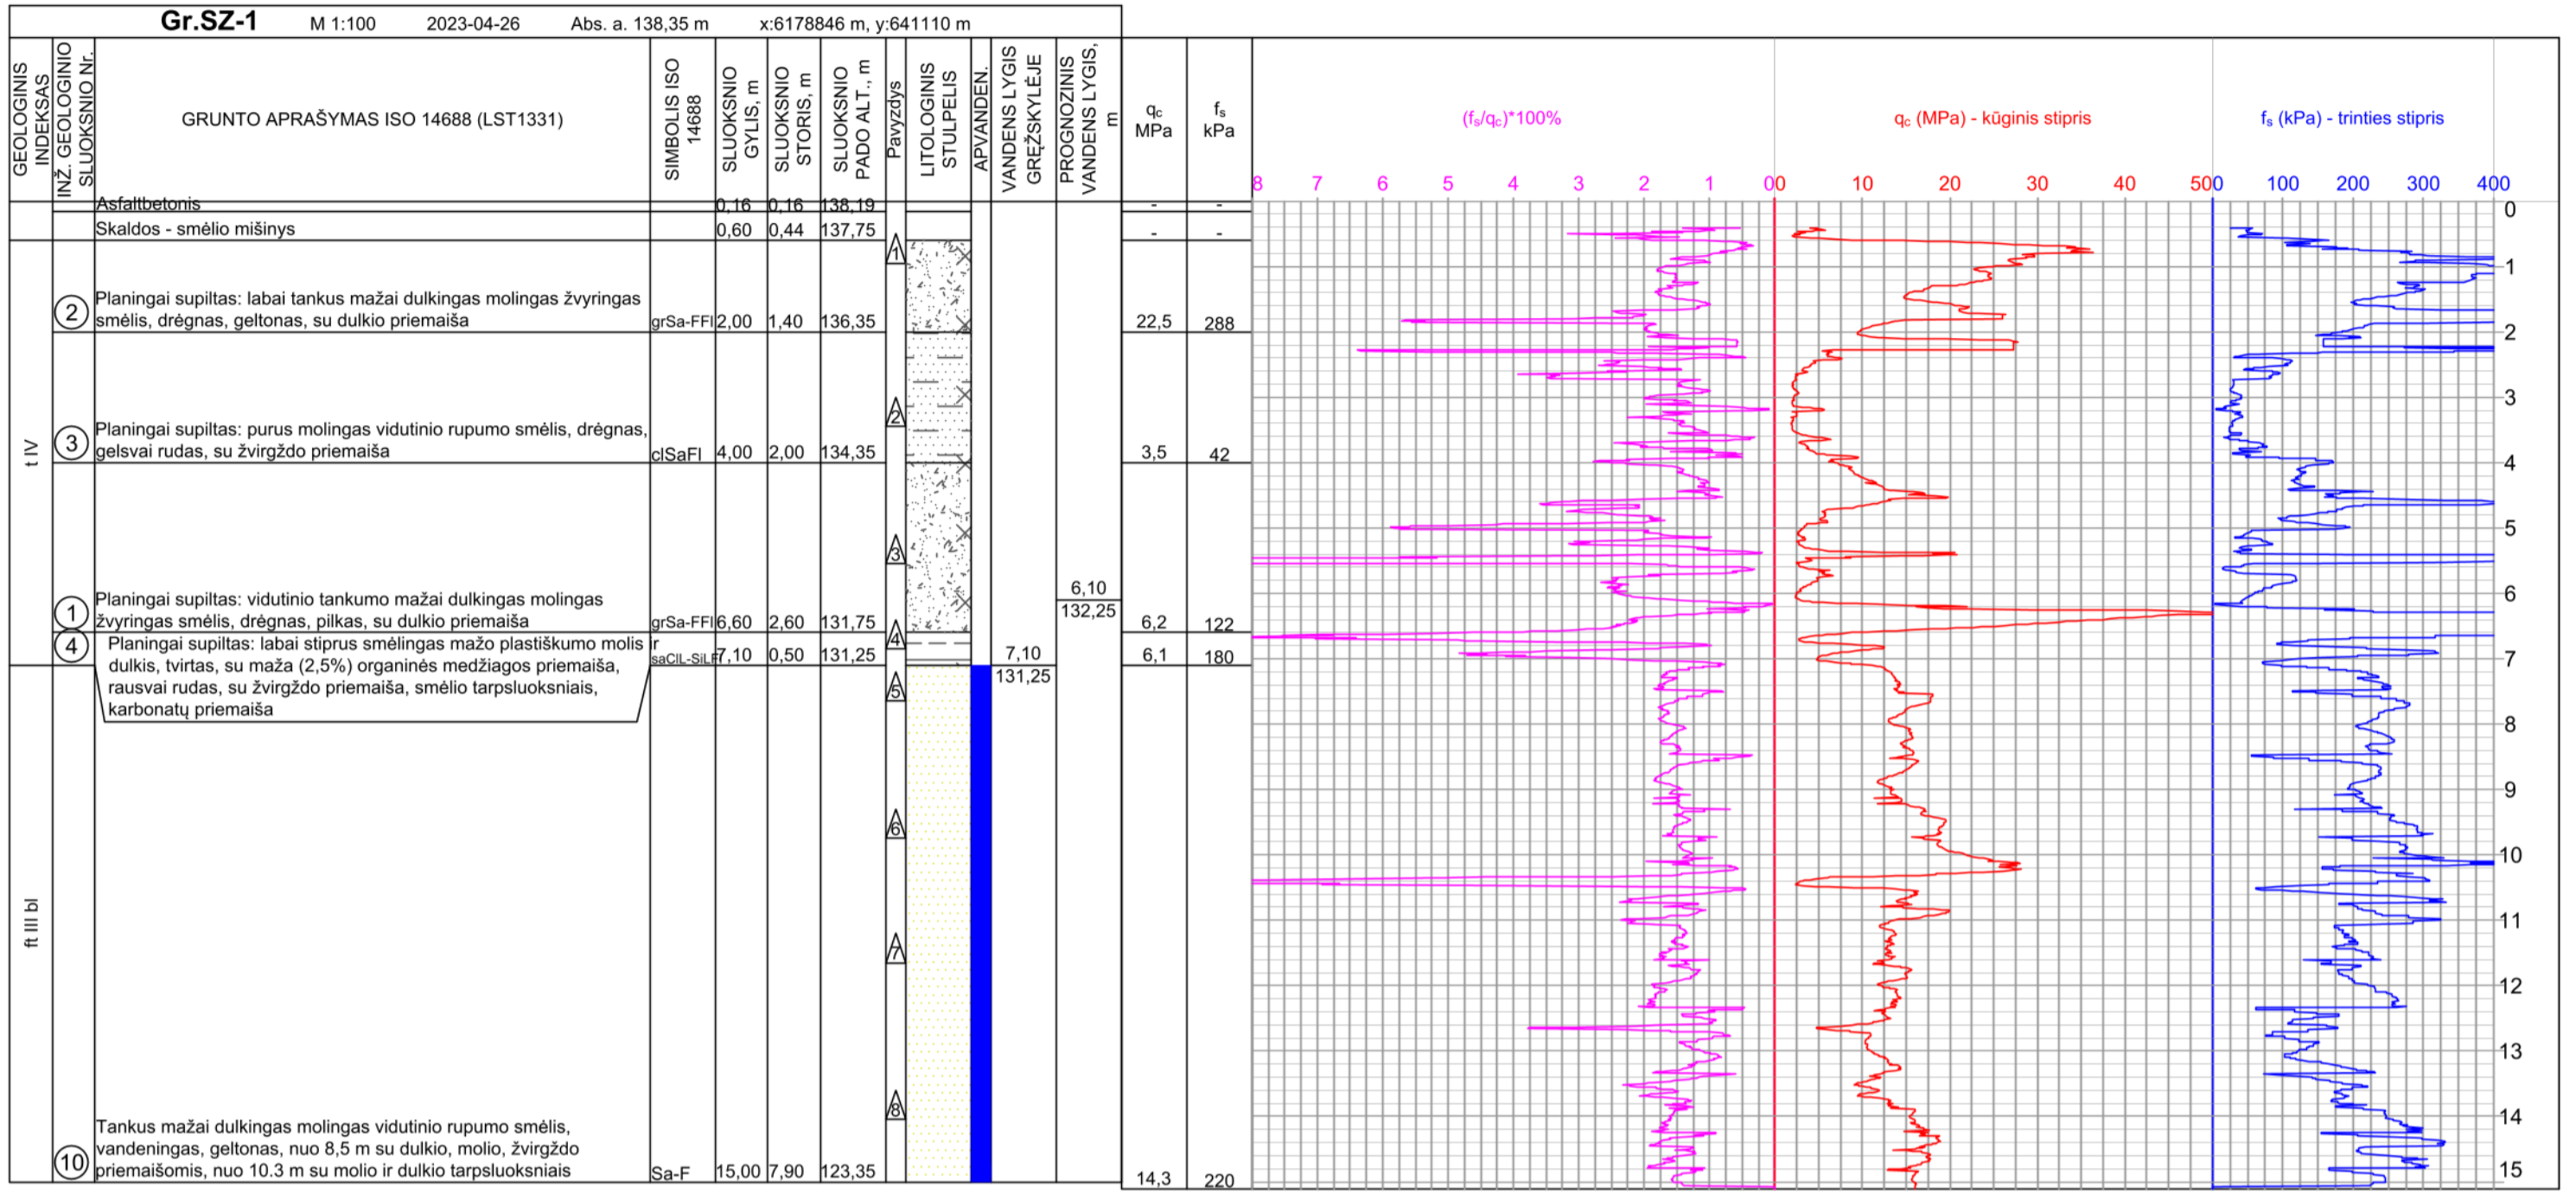 Gr.SZ-1 M 1:100 2023-04-26 Abs. a. 138,35 m x:6178846 m, y:641110 m
GEOLOGINIS
INDEKSAS
INŽ. GEOLOGINIO
SLUOKSNIO Nr.
GRUNTO APRAŠYMAS ISO 14688 (LST1331)
SIMBOLIS ISO
14688
SLUOKSNIO
GYLIS, m
SLUOKSNIO
STORIS, m
SLUOKSNIO
PADO ALT., m
Pavyzdys
LITOLOGINIS
STULPELIS
APVANDEN.
VANDENS LYGIS
GRĘŽSKYLĖJE
PROGNOZINIS
VANDENS LYGIS,
m
qc
MPa
fs
kPa
(fs/qc)*100%
qc (MPa) - kūginis stipris
fs (kPa) - trinties stipris
8 7 6 5 4 3 2 1 0
0 10 20 30 40 50
0 100 200 300 400
Asfaltbetonis 0,16 0,16 138,19 - -
Skaldos - smėlio mišinys 0,60 0,44 137,75 - -
t IV
2
Planingai supiltas: labai tankus mažai dulkingas molingas žvyringas
smėlis, drėgnas, geltonas, su dulkio priemaiša
grSa-FFl 2,00 1,40 136,35 22,5 288
3
Planingai supiltas: purus molingas vidutinio rupumo smėlis, drėgnas,
gelsvai rudas, su žvirgždo priemaiša
clSaFl 4,00 2,00 134,35 3,5 42
1
Planingai supiltas: vidutinio tankumo mažai dulkingas molingas
žvyringas smėlis, drėgnas, pilkas, su dulkio priemaiša
grSa-FFl 6,60 2,60 131,75 6,2 122
4
Planingai supiltas: labai stiprus smėlingas mažo plastiškumo molis ir
dulkis, tvirtas, su maža (2,5%) organinės medžiagos priemaiša,
rausvai rudas, su žvirgždo priemaiša, smėlio tarpsluoksniais,
karbonatų priemaiša
7,10 0,50 131,25 6,1 180
ft III bl
10
Tankus mažai dulkingas molingas vidutinio rupumo smėlis,
vandeningas, geltonas, nuo 8,5 m su dulkio, molio, žvirgždo
priemaišomis, nuo 10.3 m su molio ir dulkio tarpsluoksniais
Sa-F 15,00 7,90 123,35 14,3 220
1
2
3
4
5
6
7
8
7,10
131,25
6,10
132,25
0
1
2
3
4
5
6
7
8
9
10
11
12
13
14
15